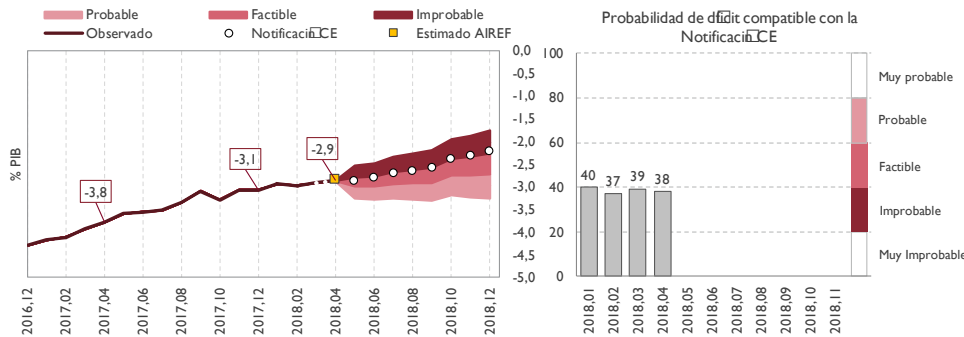 Probable Factible Improbable
Observado Notificació□CE Estimado AIREF
% PIB
-3,8
-3,1
-2,9
0,0
-0,5
-1,0
-1,5
-2,0
-2,5
-3,0
-3,5
-4,0
-4,5
-5,0
2016,12 2017,02 2017,04 2017,06 2017,08 2017,10 2017,12 2018,02 2018,04 2018,06 2018,08 2018,10 2018,12
Probabilidad de d□ficit compatible con la
Notificació□CE
100
80
60
40
20
0
40 37 39 38
2018,01 2018,02 2018,03 2018,04 2018,05 2018,06 2018,07 2018,08 2018,09 2018,10 2018,11
Muy probable
Probable
Factible
Improbable
Muy Improbable